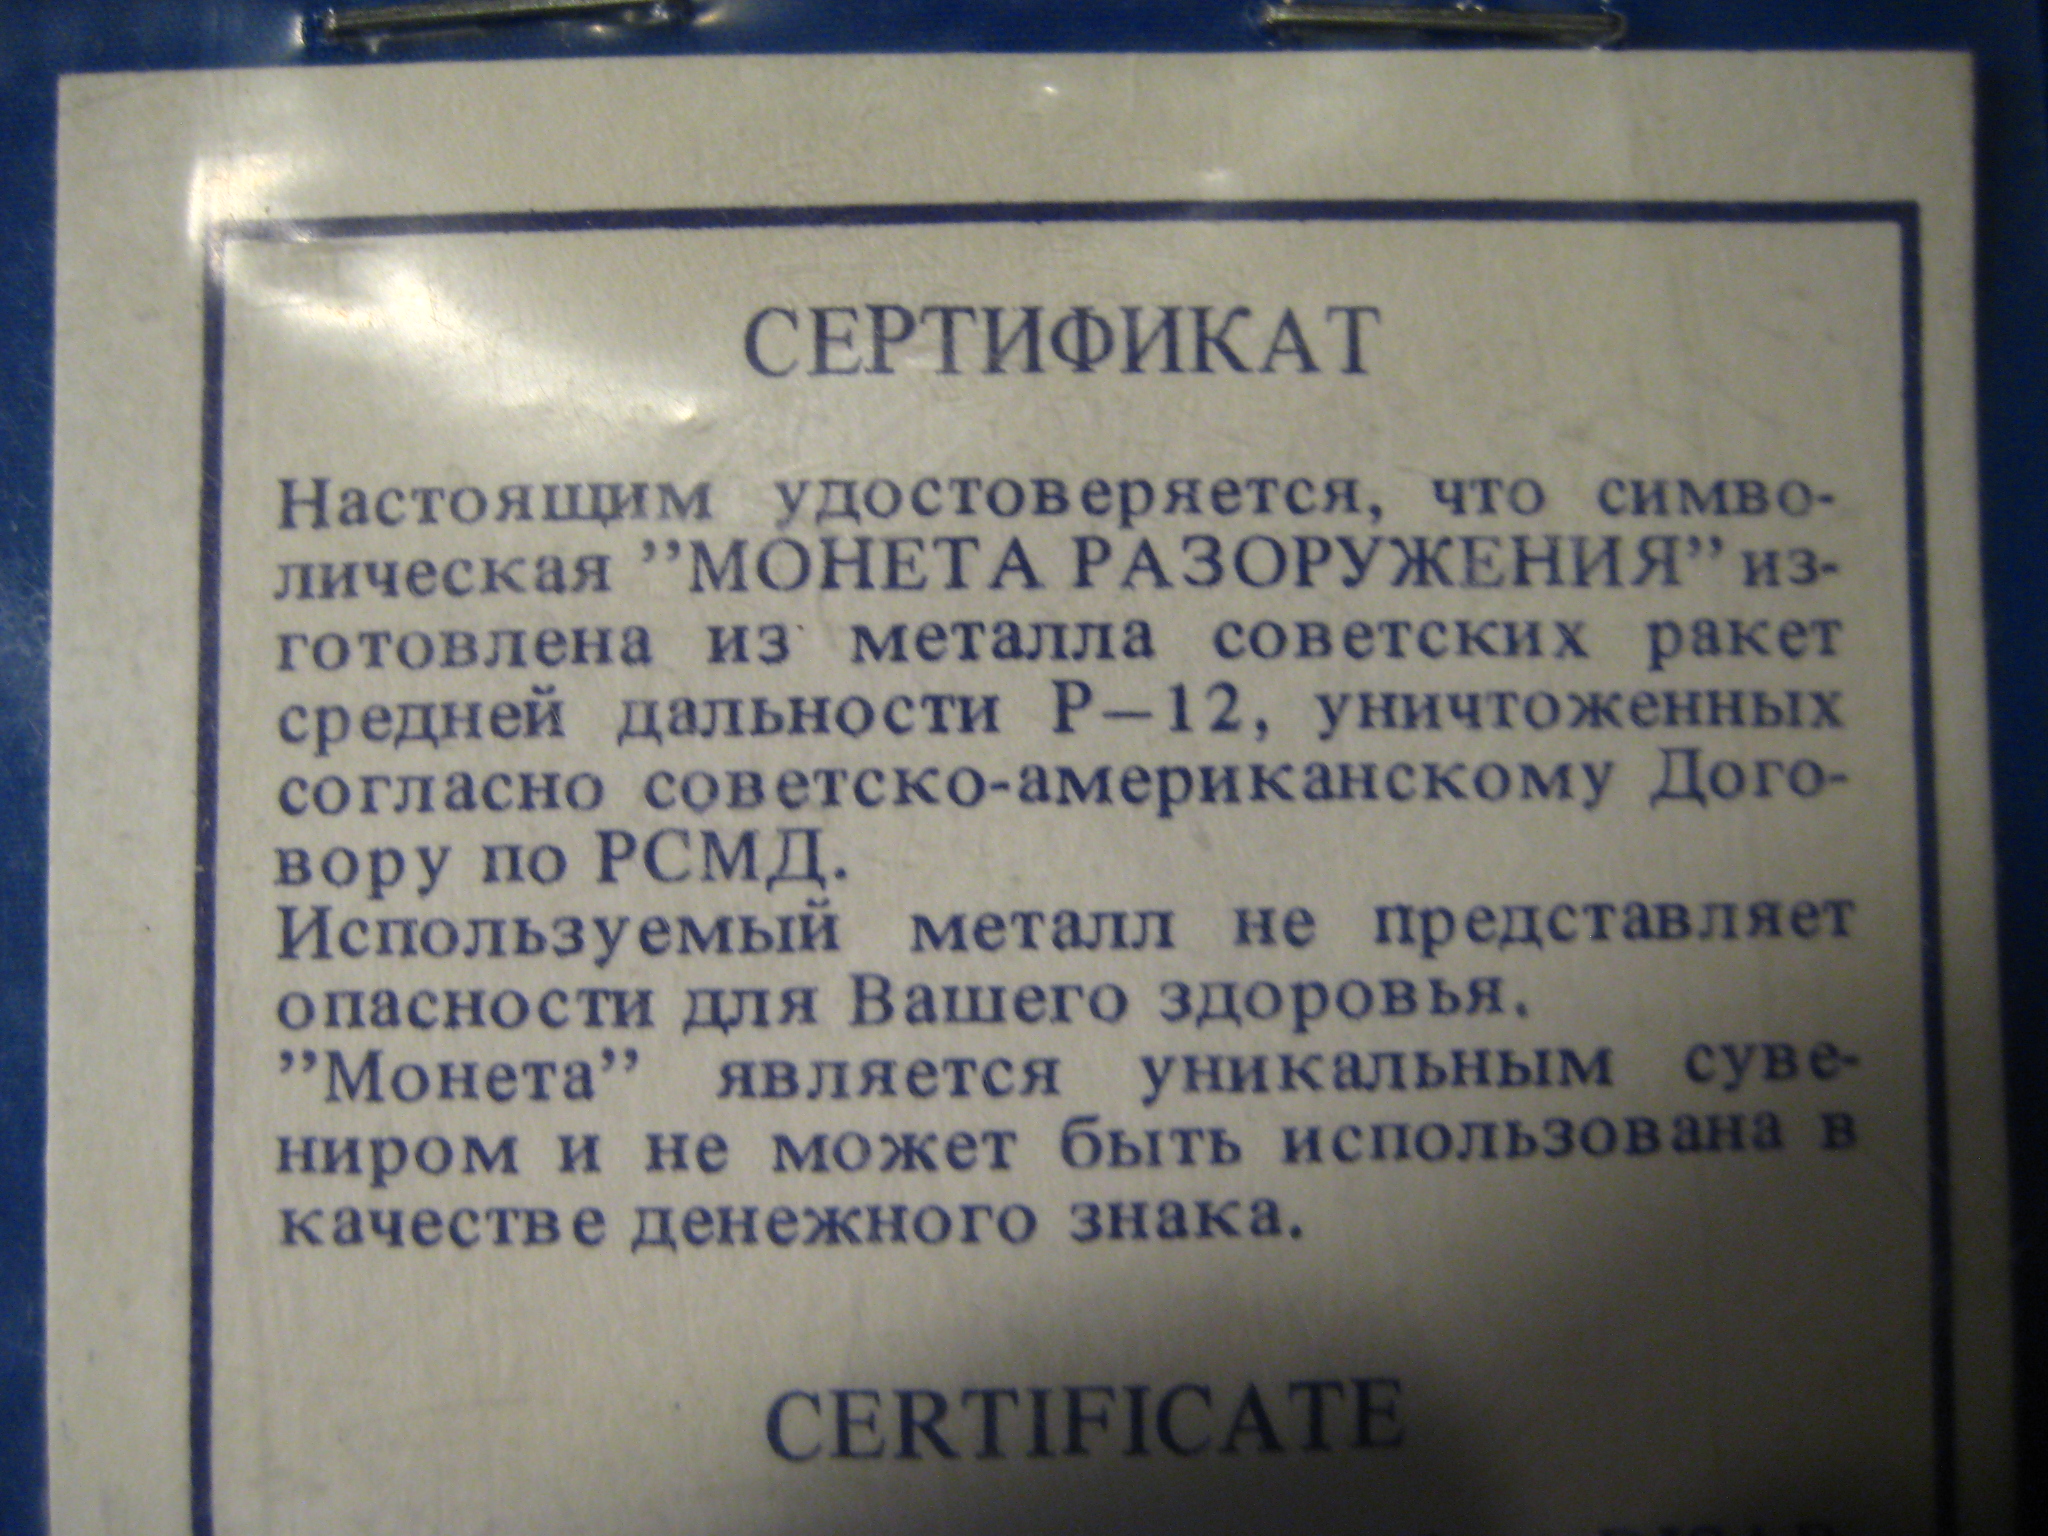 СЕРТИФИКАТ
Настоящим удостоверяется, что симво-
лическая ”МОНЕТА РАЗОРУЖЕНИЯ” из-
готовлена из металла советских ракет
средней дальности Р—12, уничтоженных
согласно советско-американскому Дого-
вору по РСМД.
Используемый металл не представляет
опасности для Вашего здоровья.
”Монета” является уникальным суве-
ниром и не может быть использована в
качестве денежного знака.
CERTIFICATE